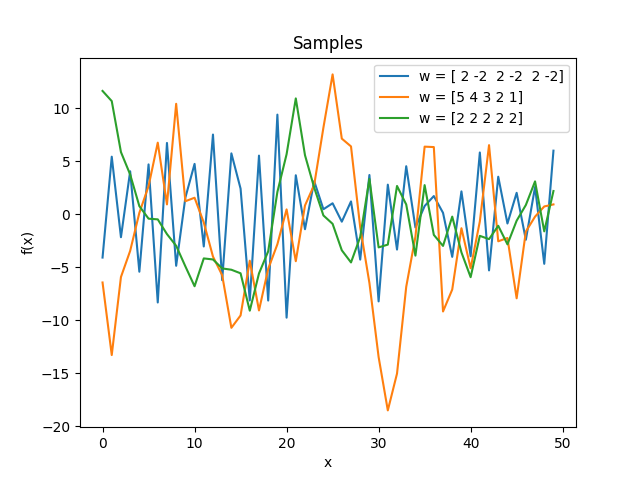 Samples
w = [ 2 -2  2 -2  2 -2]
w = [5 4 3 2 1]
w = [2 2 2 2 2]
f(x)
10
5
0
−5
−10
−15
−20
0
10
20
30
40
50
x